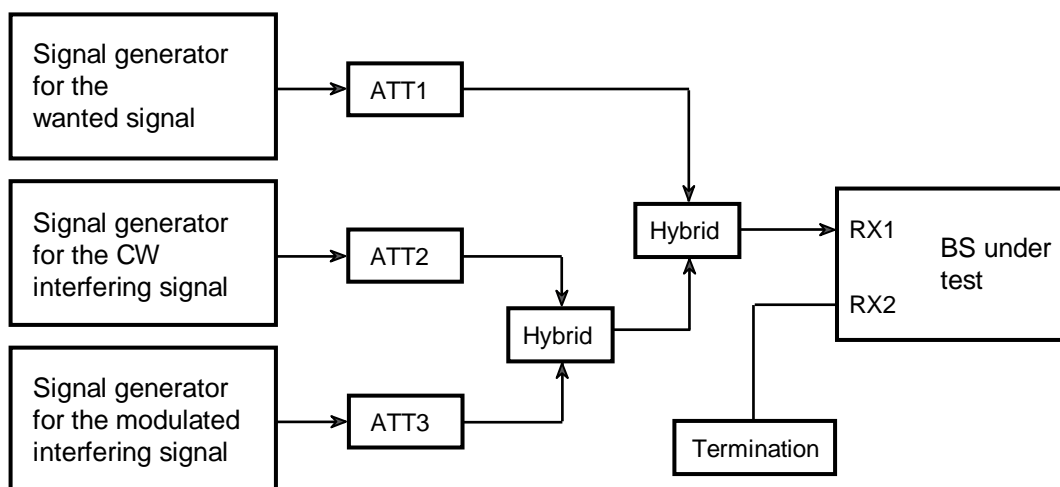 Signal generator
for the
wanted signal
ATT1
Signal generator
for the CW
interfering signal
ATT2
Hybrid
Signal generator
for the modulated
interfering signal
ATT3
Hybrid
RX1
RX2
BS under
test
Termination